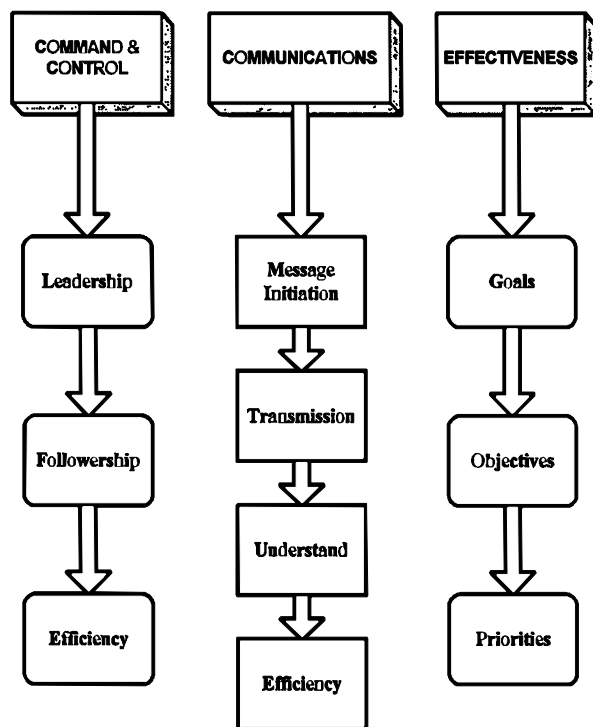 COMMAND &
CONTROL
Leadership
Followership
Efficiency
COMMUNICATIONS
Message
Initiation
Transmission
Understand
Efficiency
EFFECTIVENESS
Goals
Objectives
Priorities